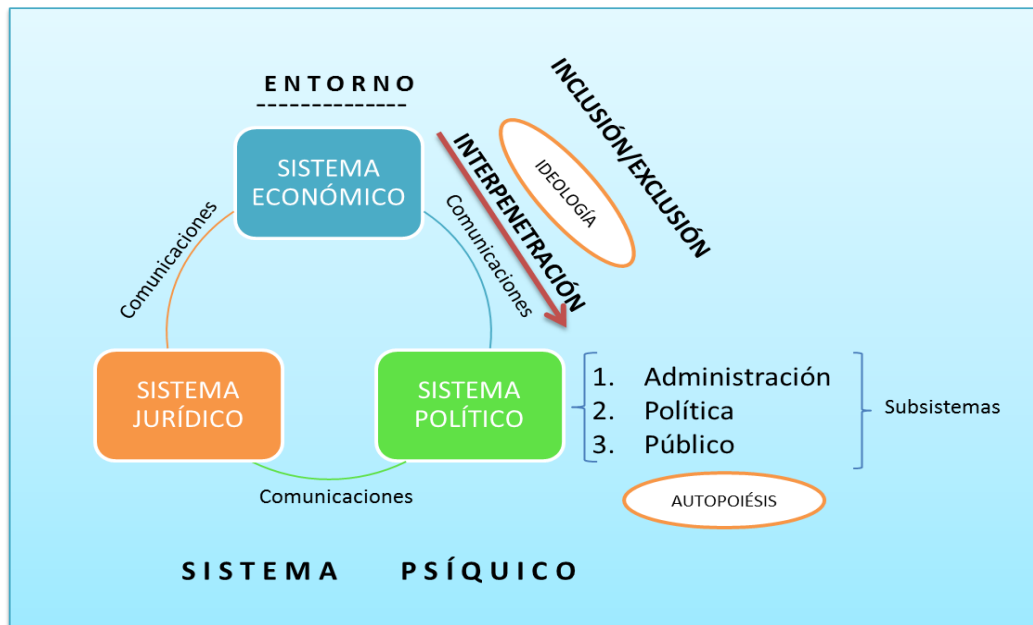 ENTORNO
--------------
INCLUSIÓN/EXCLUSIÓN
SISTEMA
ECONÓMICO
INTERPENETRACIÓN
IDEOLOGÍA
Comunicaciones
Comunicaciones
SISTEMA
JURÍDICO
SISTEMA
POLÍTICO
1. Administración
2. Política
3. Público
Subsistemas
Comunicaciones
AUTOPOIÉSIS
SISTEMA PSÍQUICO